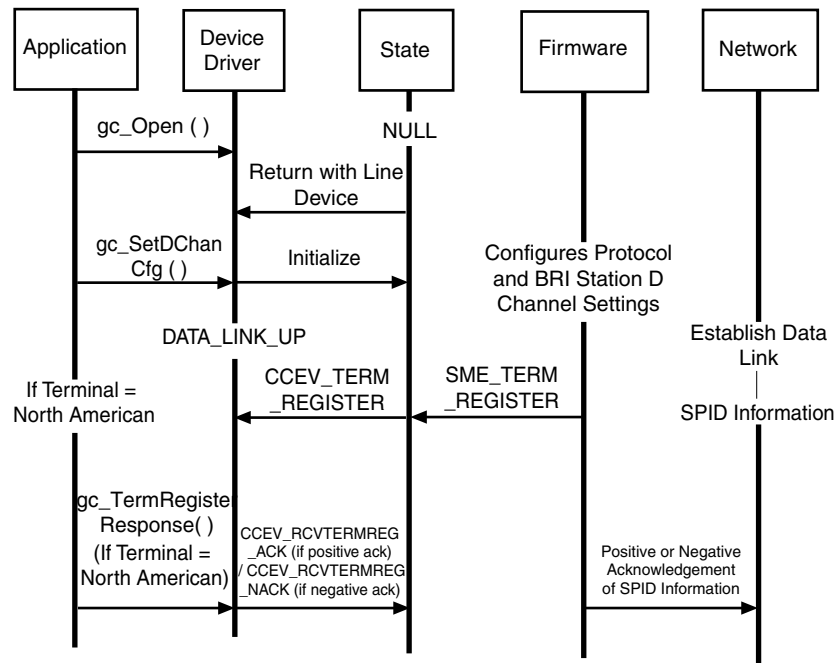 Application
Device
Driver
State
Firmware
Network
gc_Open ( )
NULL
Return with Line
Device
gc_SetDChan
Cfg ( )
Initialize
Configures Protocol
and BRI Station D
Channel Settings
DATA_LINK_UP
Establish Data
Link
If Terminal =
North American
CCEV_TERM
_REGISTER
SME_TERM
_REGISTER
SPID Information
gc_TermRegister
Response( )
(If Terminal =
North American)
CCEV_RCVTERMREG
_ACK (if positive ack)
/ CCEV_RCVTERMREG
_NACK (if negative ack)
Positive or Negative
Acknowledgement
of SPID Information